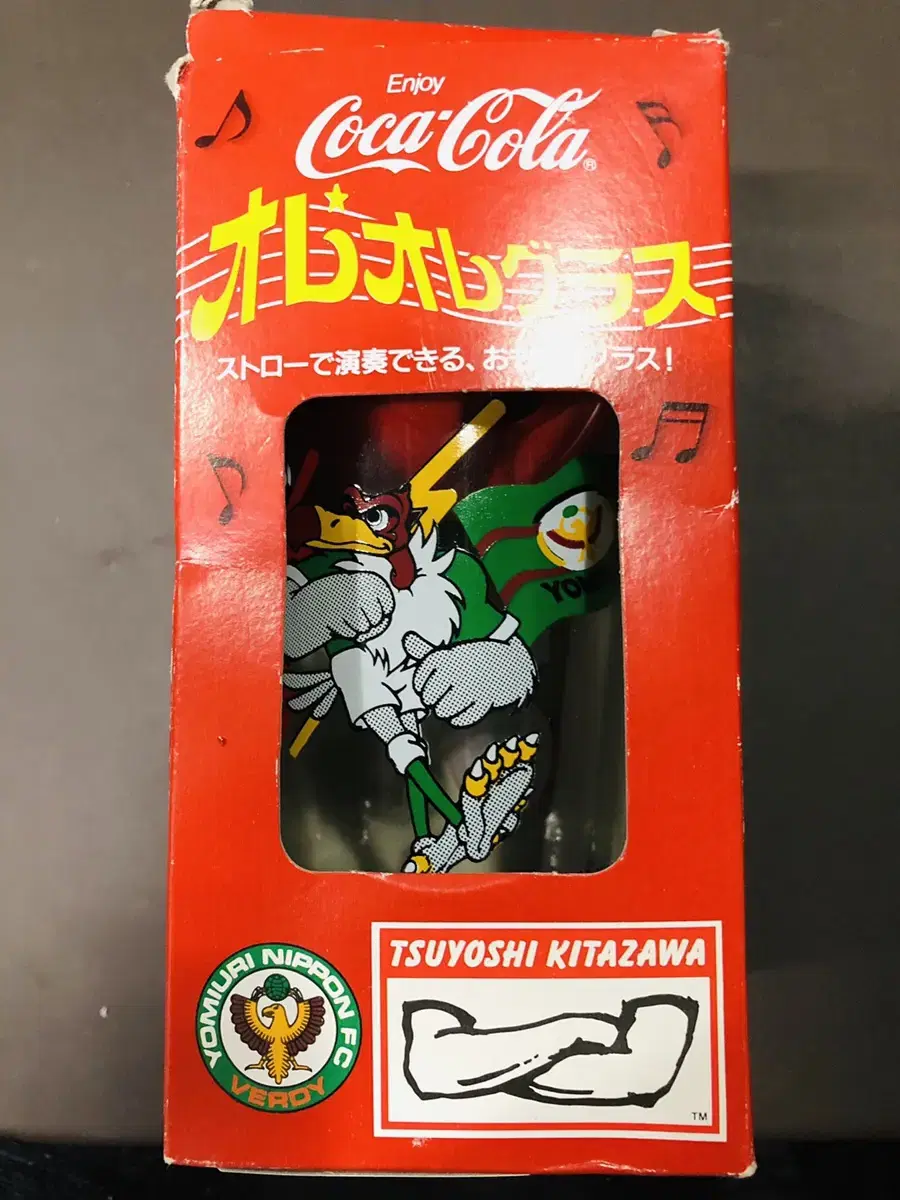 Enjoy
Coca-Cola®
オレオレグラス
ストローで演奏できる、お グラス!
YOM
YOMIURI NIPPON FC
VERDY
TSUYOSHI KITAZAWA
TM